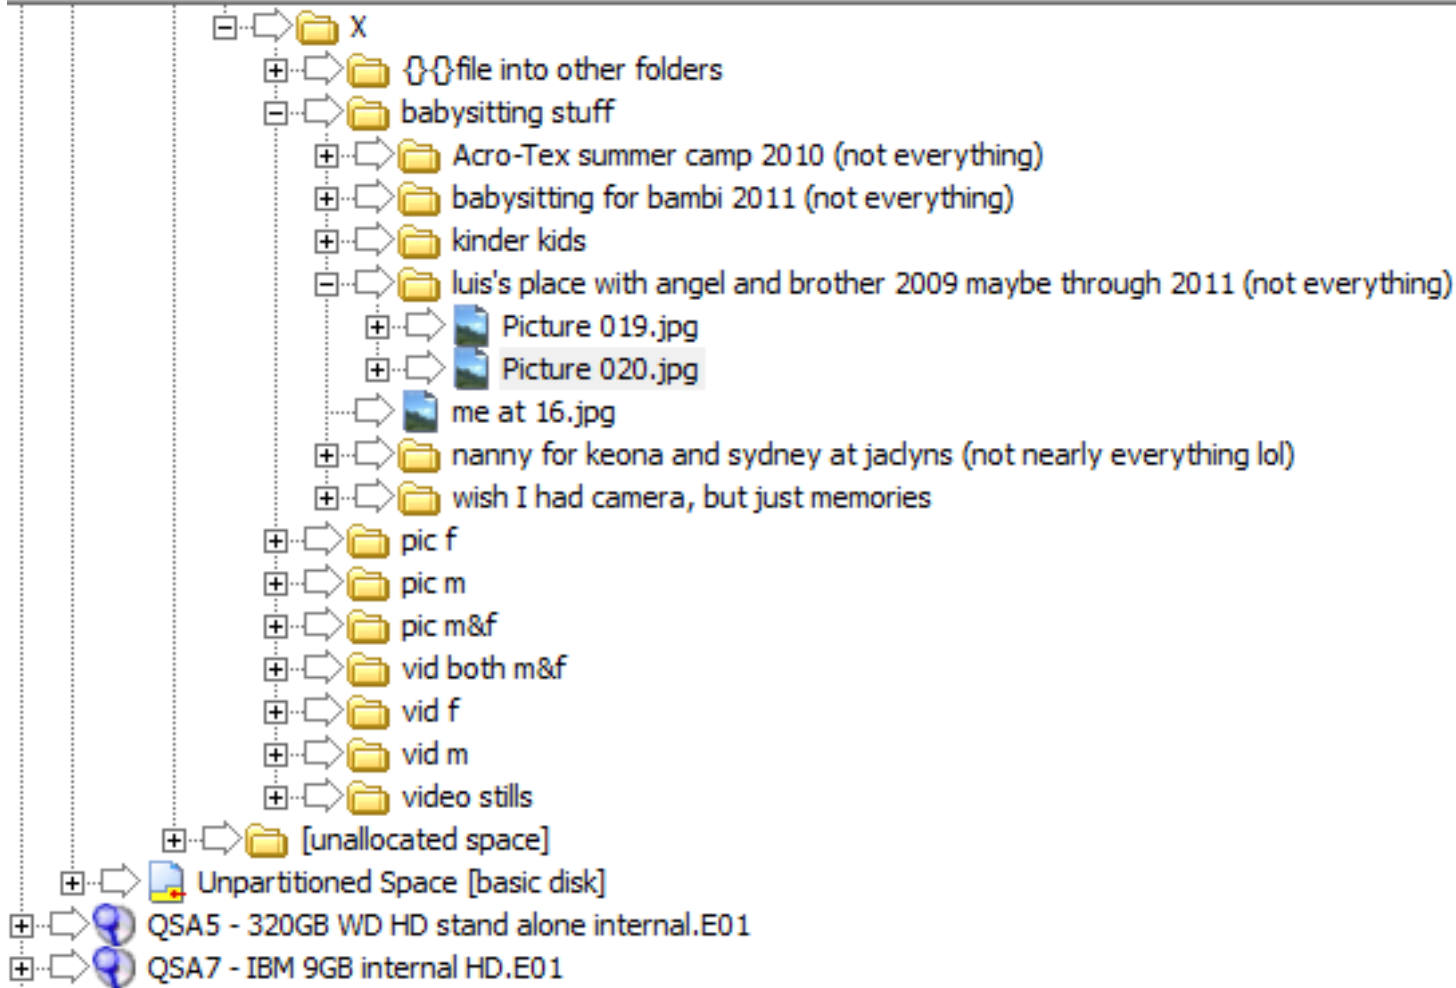 X
{}{}file into other folders
babysitting stuff
Acro-Tex summer camp 2010 (not everything)
babysitting for bambi 2011 (not everything)
kinder kids
luis's place with angel and brother 2009 maybe through 2011 (not everything)
Picture 019.jpg
Picture 020.jpg
me at 16.jpg
nanny for keona and sydney at jaclyns (not nearly everything lol)
wish I had camera, but just memories
pic f
pic m
pic m&f
vid both m&f
vid f
vid m
video stills
[unallocated space]
Unpartitioned Space [basic disk]
QSA5 - 320GB WD HD stand alone internal.E01
QSA7 - IBM 9GB internal HD.E01